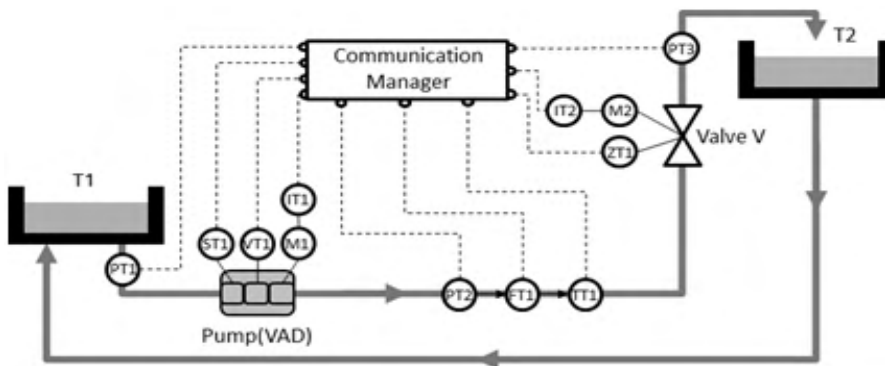 Communication
Manager
PT3
T2
IT2
M2
Valve V
ZT1
T1
IT1
ST1
VT1
M1
PT1
PT2
FT1
TT1
Pump(VAD)